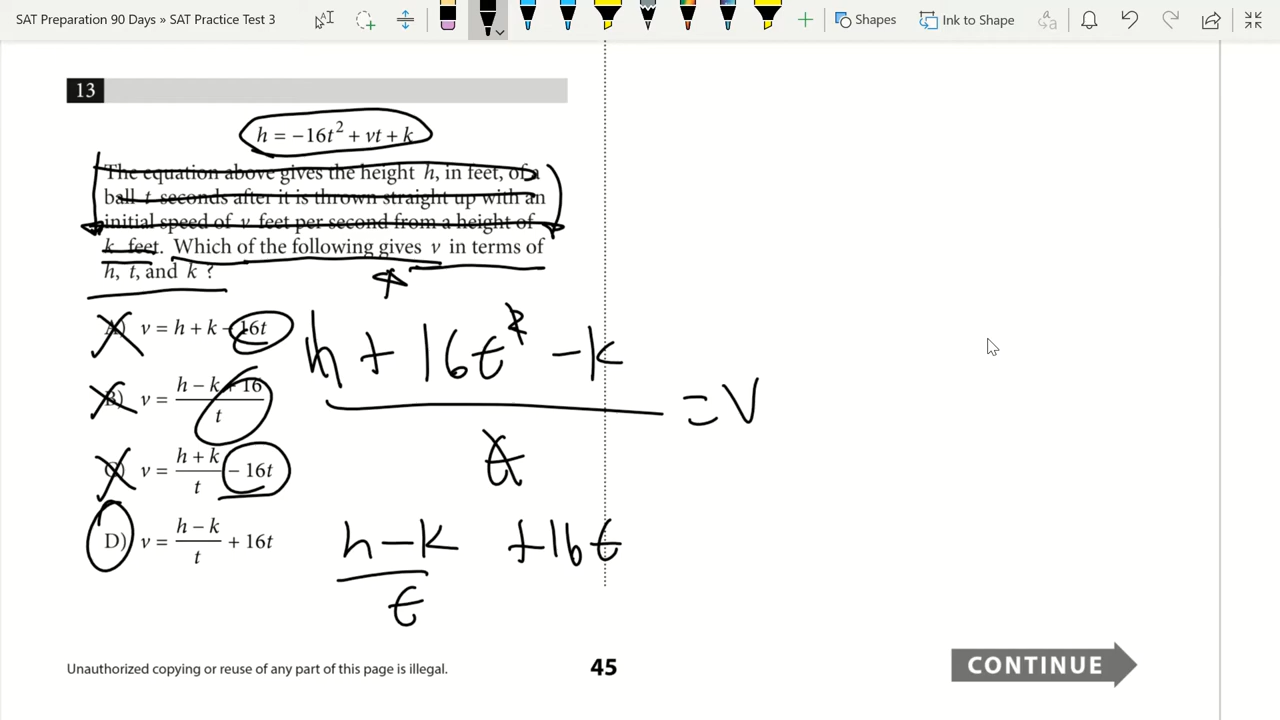 SAT Preparation 90 Days » SAT Practice Test 3
Shapes
Ink to Shape
13
h = −16t² + vt + k
The equation above gives the height h, in feet, of a
ball t seconds after it is thrown straight up with an
initial speed of v feet per second from a height of
k feet. Which of the following gives v in terms of
h, t, and k ?
A) v = h + k − 16t
B) v = (h − k + 16)/t
C) v = (h + k)/t − 16t
D) v = (h − k)/t + 16t
h + 16t² − k
= V
t
h − k + 16t
t
Unauthorized copying or reuse of any part of this page is illegal.
45
CONTINUE